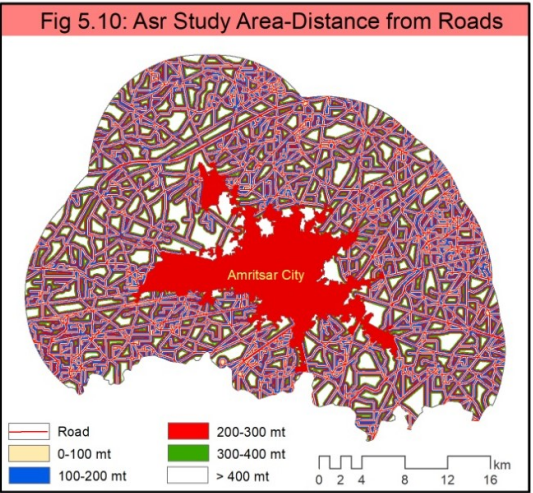 Fig 5.10: Asr Study Area-Distance from Roads
Amritsar City
Road
0-100 mt
100-200 mt
200-300 mt
300-400 mt
> 400 mt
km
0 2 4 8 12 16